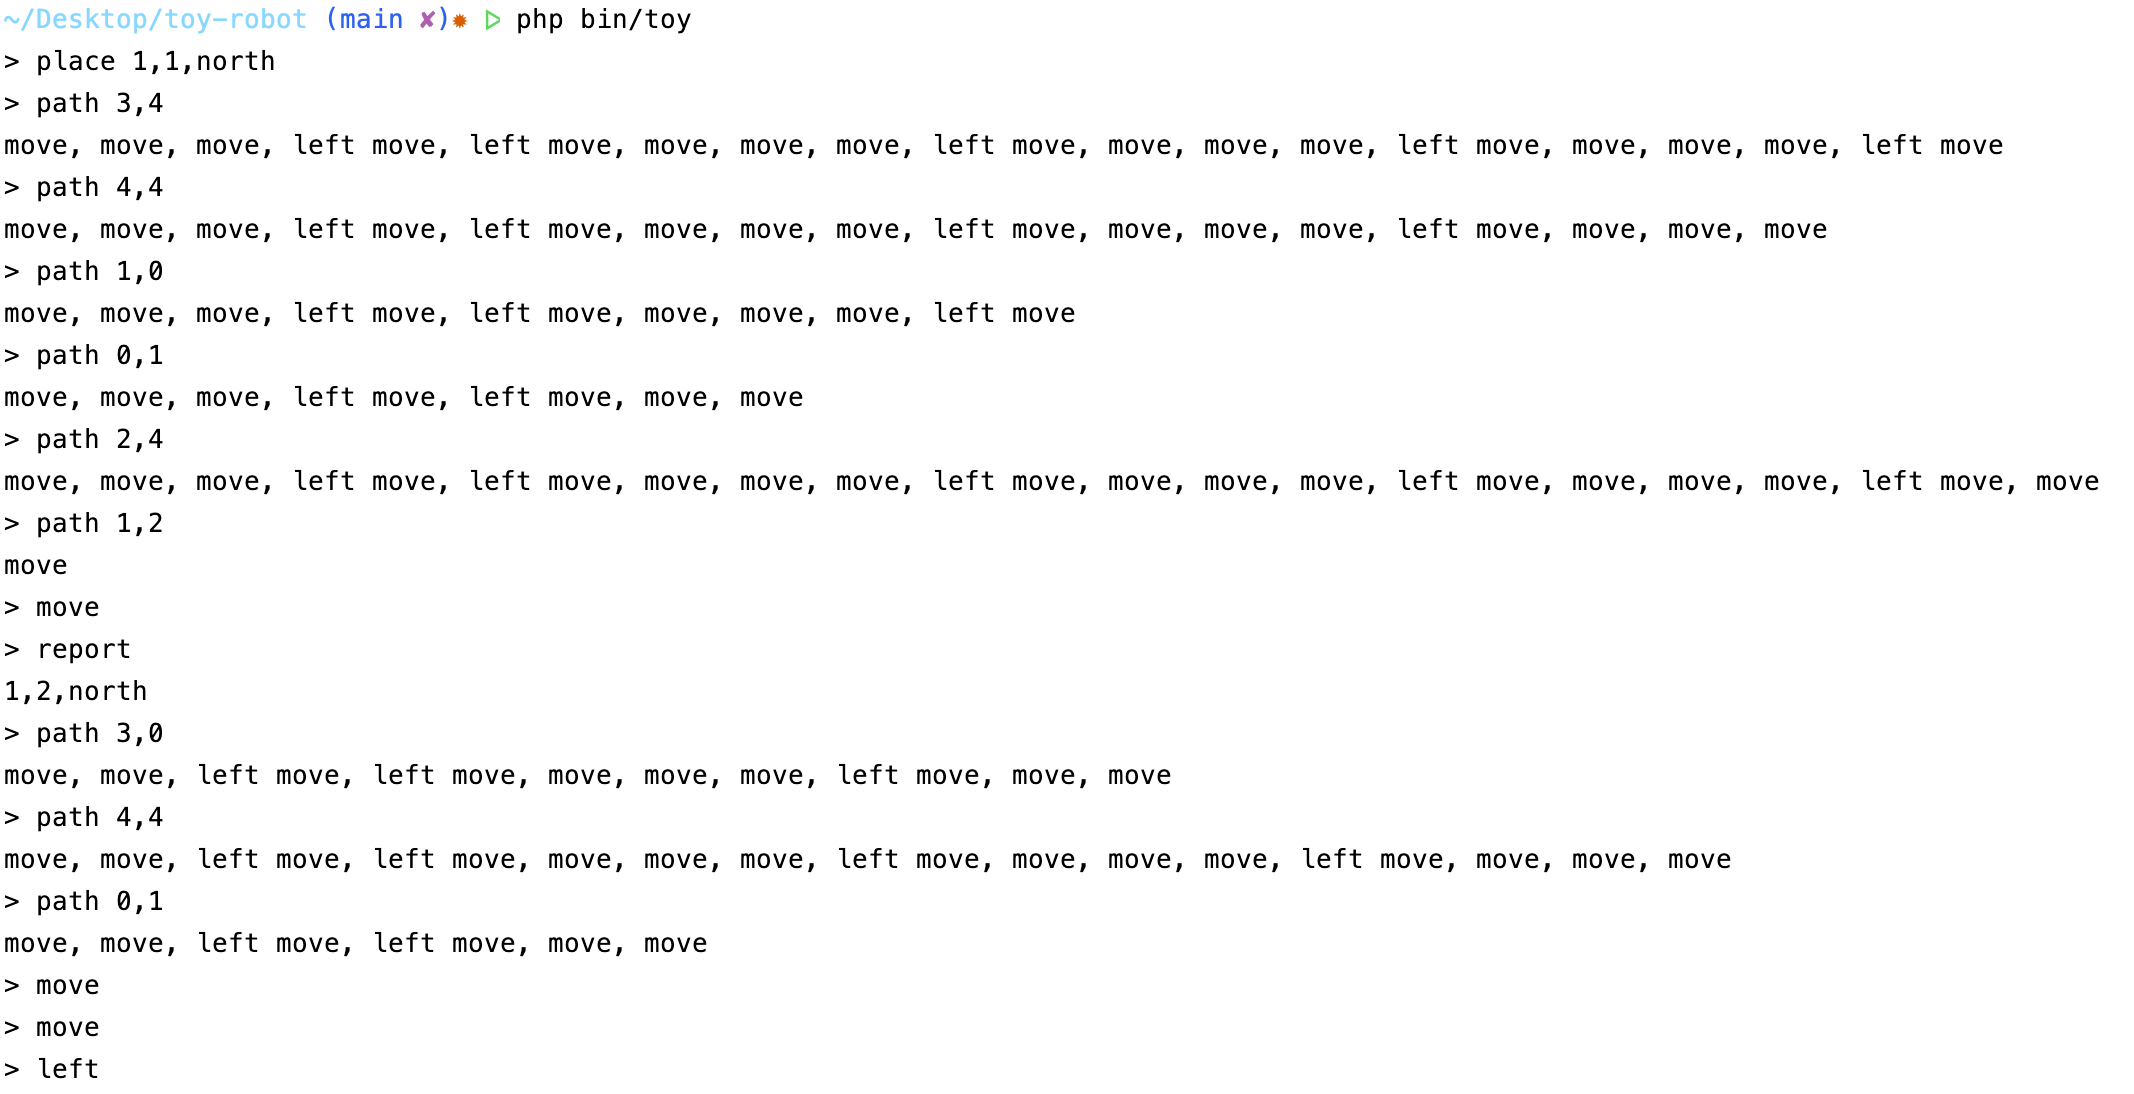 ~/Desktop/toy-robot (main ✘)✹ ▷ php bin/toy
> place 1,1,north
> path 3,4
move, move, move, left move, left move, move, move, move, left move, move, move, move, left move, move, move, move, left move
> path 4,4
move, move, move, left move, left move, move, move, move, left move, move, move, move, left move, move, move, move
> path 1,0
move, move, move, left move, left move, move, move, move, left move
> path 0,1
move, move, move, left move, left move, move, move
> path 2,4
move, move, move, left move, left move, move, move, move, left move, move, move, move, left move, move, move, move, left move, move
> path 1,2
move
> move
> report
1,2,north
> path 3,0
move, move, left move, left move, move, move, move, left move, move, move
> path 4,4
move, move, left move, left move, move, move, move, left move, move, move, move, left move, move, move, move
> path 0,1
move, move, left move, left move, move, move
> move
> move
> left